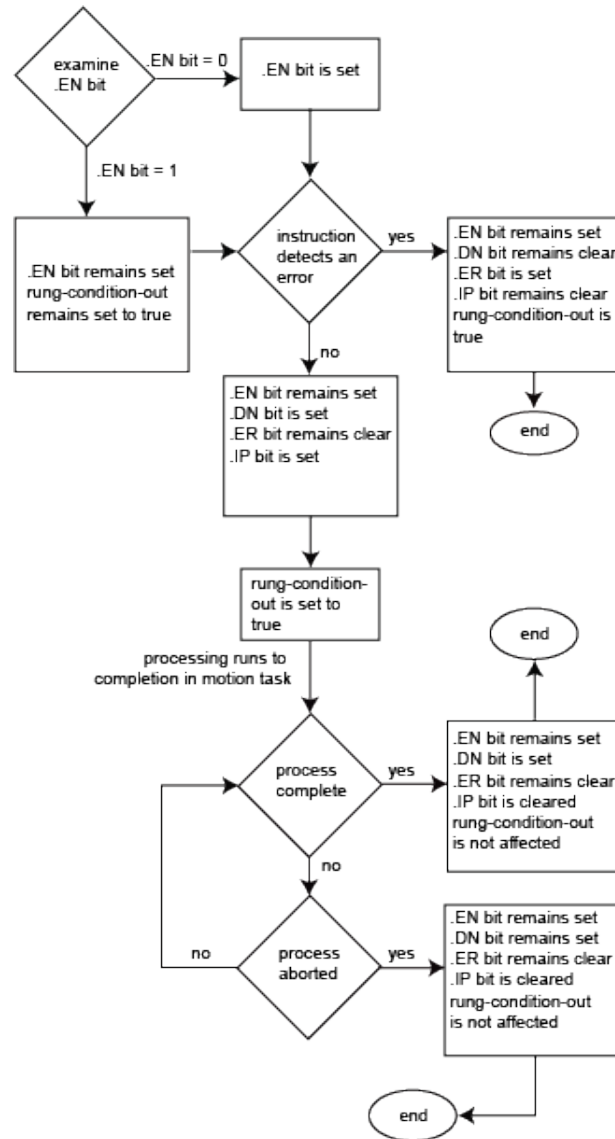 examine
.EN bit
.EN bit = 0
.EN bit is set
.EN bit = 1
.EN bit remains set
rung-condition-out
remains set to true
instruction
detects an
error
yes
.EN bit remains set
.DN bit remains clear
.ER bit is set
.IP bit remains clear
rung-condition-out is
true
end
no
.EN bit remains set
.DN bit is set
.ER bit remains clear
.IP bit is set
rung-condition-
out is set to
true
processing runs to
completion in motion task
process
complete
yes
.EN bit remains set
.DN bit is set
.ER bit remains clear
.IP bit is cleared
rung-condition-out
is not affected
end
no
process
aborted
no
yes
.EN bit remains set
.DN bit remains set
.ER bit remains clear
.IP bit is cleared
rung-condition-out
is not affected
end